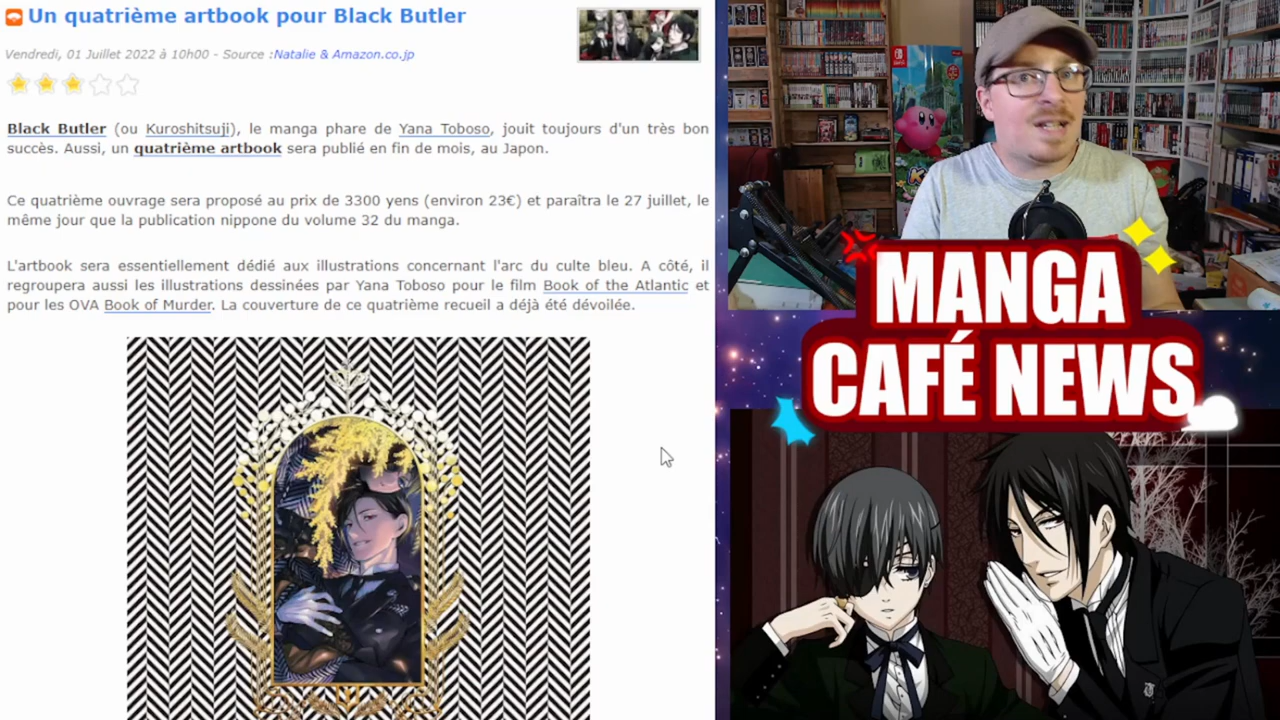 Un quatrième artbook pour Black Butler
Vendredi, 01 Juillet 2022 à 10h00 - Source :Natalie & Amazon.co.jp
Black Butler (ou Kuroshitsuji), le manga phare de Yana Toboso, jouit toujours d'un très bon
succès. Aussi, un quatrième artbook sera publié en fin de mois, au Japon.
Ce quatrième ouvrage sera proposé au prix de 3300 yens (environ 23€) et paraîtra le 27 juillet, le
même jour que la publication nippone du volume 32 du manga.
L'artbook sera essentiellement dédié aux illustrations concernant l'arc du culte bleu. A côté, il
regroupera aussi les illustrations dessinées par Yana Toboso pour le film Book of the Atlantic et
pour les OVA Book of Murder. La couverture de ce quatrième recueil a déjà été dévoilée.
MANGA
CAFÉ NEWS